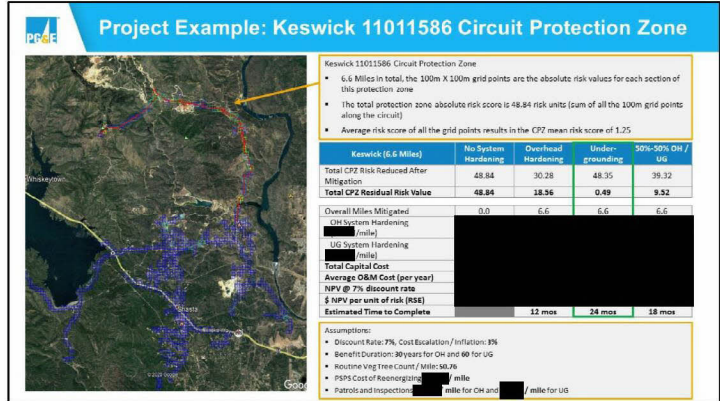 PG&E
Project Example: Keswick 11011586 Circuit Protection Zone
Keswick 11011586 Circuit Protection Zone
▪ 6.6 Miles in total, the 100m X 100m grid points are the absolute risk values for each section of
this protection zone
▪ The total protection zone absolute risk score is 48.84 risk units (sum of all the 100m grid points
along the circuit)
▪ Average risk score of all the grid points results in the CPZ mean risk score of 1.25
Keswick (6.6 Miles) No System Hardening Overhead Hardening Under-grounding 50%-50% OH / UG
Total CPZ Risk Reduced After Mitigation 48.84 30.28 48.35 39.32
Total CPZ Residual Risk Value 48.84 18.56 0.49 9.52
Overall Miles Mitigated 0.0 6.6 6.6 6.6
OH System Hardening
/mile)
UG System Hardening
/mile)
Total Capital Cost
Average O&M Cost (per year)
NPV @ 7% discount rate
$ NPV per unit of risk (RSE)
Estimated Time to Complete 12 mos 24 mos 18 mos
Assumptions:
▪ Discount Rate: 7%, Cost Escalation / Inflation: 3%
▪ Benefit Duration: 30 years for OH and 60 for UG
▪ Routine Veg Tree Count / Mile: 50.76
▪ PSPS Cost of Reenergizing / mile
▪ Patrols and Inspections mile for OH and / mile for UG
Whiskeytown
Shasta
Goo